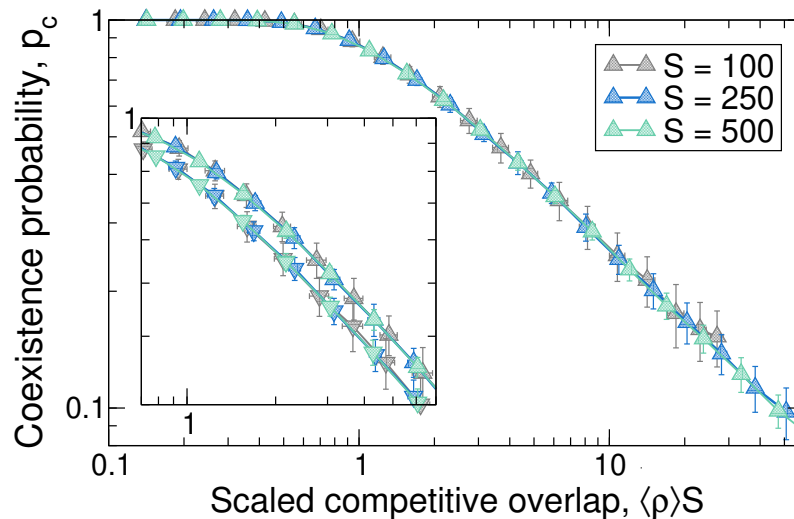 Coexistence probability, p_c
1
0.1
S = 100
S = 250
S = 500
1
1
0.1
1
10
Scaled competitive overlap, ⟨ρ⟩S